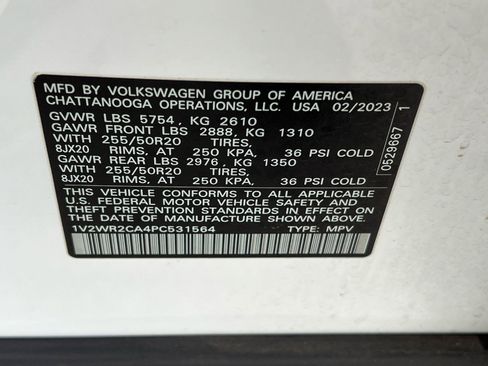 MFD BY VOLKSWAGEN GROUP OF AMERICA
CHATTANOOGA OPERATIONS, LLC. USA 02/2023
GVWR LBS 5754 , KG 2610
GAWR FRONT LBS 2888, KG 1310
WITH 255/50R20 TIRES,
8JX20 RIMS, AT 250 KPA, 36 PSI COLD
GAWR REAR LBS 2976, KG 1350
WITH 255/50R20 TIRES,
8JX20 RIMS, AT 250 KPA, 36 PSI COLD
THIS VEHICLE CONFORMS TO ALL APPLICABLE
U.S. FEDERAL MOTOR VEHICLE SAFETY AND
THEFT PREVENTION STANDARDS IN EFFECT ON
THE DATE OF MANUFACTURE SHOWN ABOVE.
1V2WR2CA4PC531564 TYPE: MPV
0529667 1